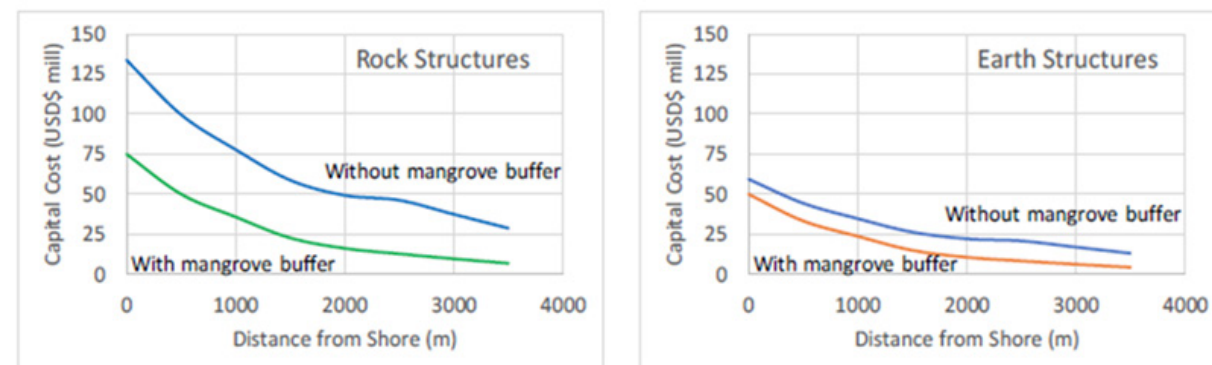 Rock Structures
Capital Cost (USD$ mill)
150
125
100
75
50
25
0
Without mangrove buffer
With mangrove buffer
0 1000 2000 3000 4000
Distance from Shore (m)
Earth Structures
Capital Cost (USD$ mill)
150
125
100
75
50
25
0
Without mangrove buffer
With mangrove buffer
0 1000 2000 3000 4000
Distance from Shore (m)